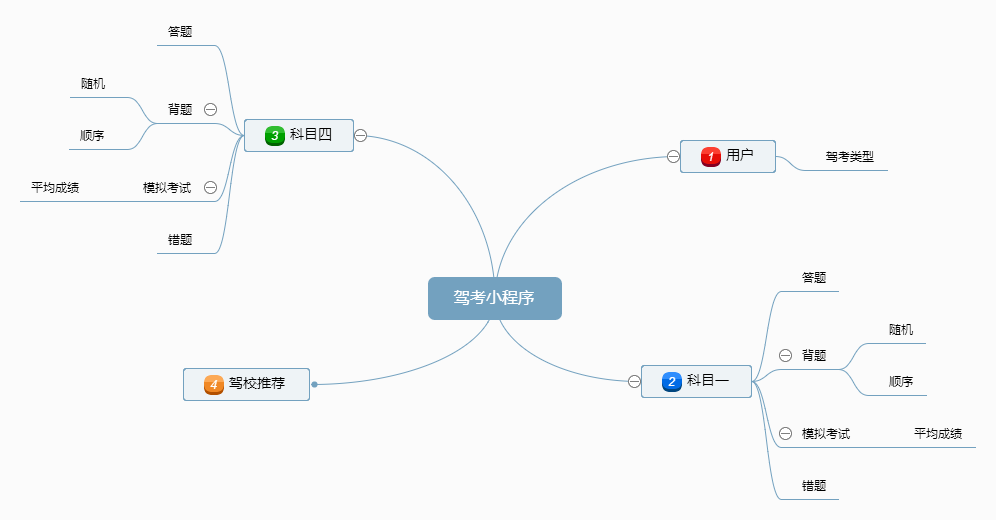 驾考小程序
1 用户
驾考类型
2 科目一
答题
背题
随机
顺序
模拟考试
平均成绩
错题
3 科目四
答题
背题
随机
顺序
模拟考试
平均成绩
错题
4 驾校推荐